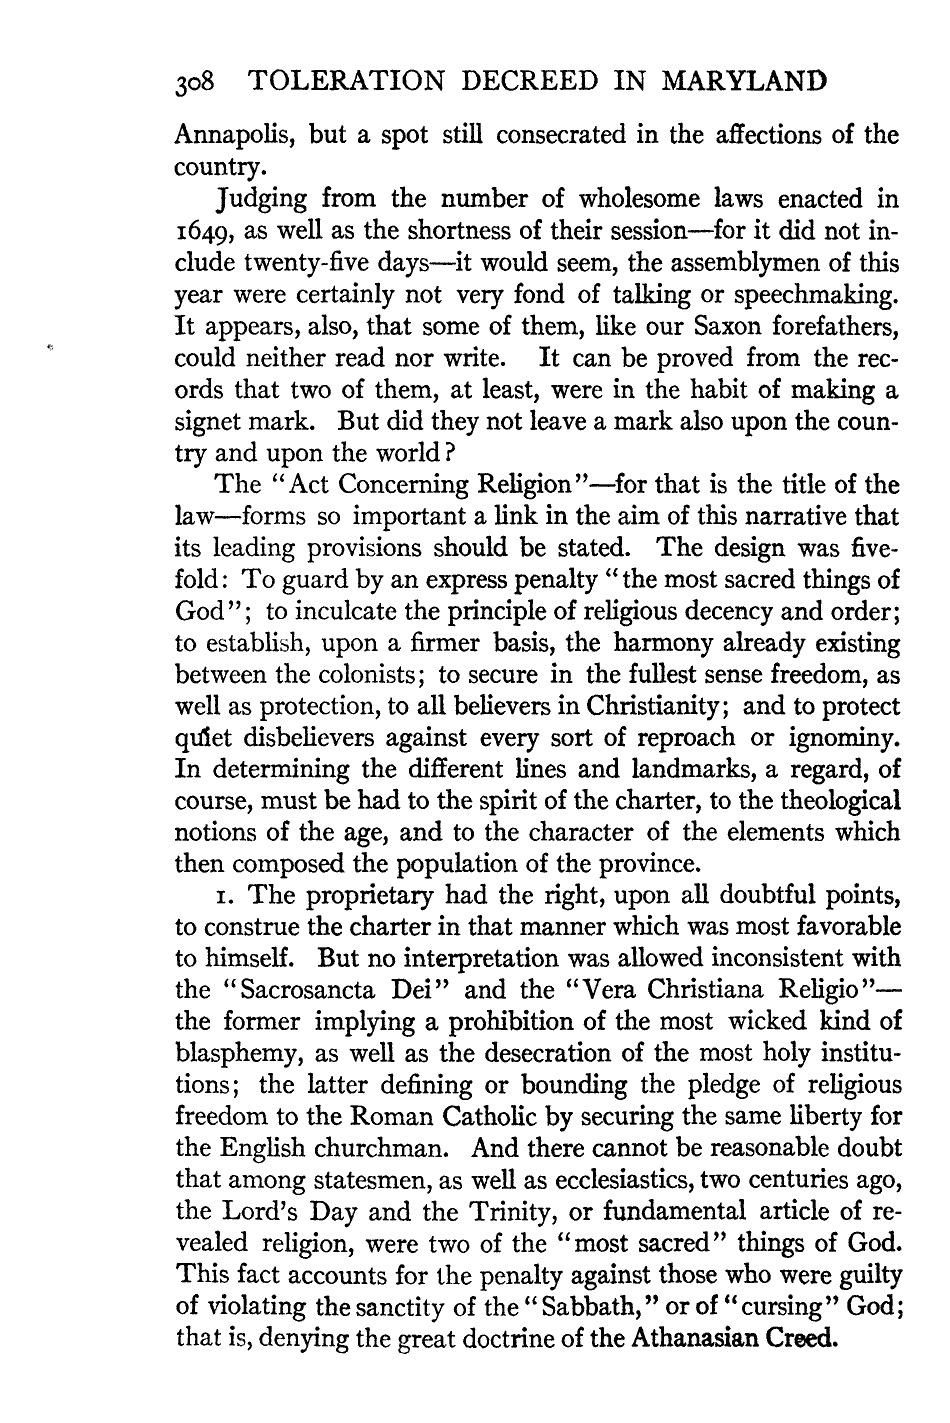 308 TOLERATION DECREED IN MARYLAND
Annapolis, but a spot still consecrated in the affections of the
country.
Judging from the number of wholesome laws enacted in
1649, as well as the shortness of their session—for it did not in-
clude twenty-five days—it would seem, the assemblymen of this
year were certainly not very fond of talking or speechmaking.
It appears, also, that some of them, like our Saxon forefathers,
could neither read nor write. It can be proved from the rec-
ords that two of them, at least, were in the habit of making a
signet mark. But did they not leave a mark also upon the coun-
try and upon the world?
The "Act Concerning Religion"—for that is the title of the
law—forms so important a link in the aim of this narrative that
its leading provisions should be stated. The design was five-
fold: To guard by an express penalty "the most sacred things of
God"; to inculcate the principle of religious decency and order;
to establish, upon a firmer basis, the harmony already existing
between the colonists; to secure in the fullest sense freedom, as
well as protection, to all believers in Christianity; and to protect
quiet disbelievers against every sort of reproach or ignominy.
In determining the different lines and landmarks, a regard, of
course, must be had to the spirit of the charter, to the theological
notions of the age, and to the character of the elements which
then composed the population of the province.
1. The proprietary had the right, upon all doubtful points,
to construe the charter in that manner which was most favorable
to himself. But no interpretation was allowed inconsistent with
the "Sacrosancta Dei" and the "Vera Christiana Religio"—
the former implying a prohibition of the most wicked kind of
blasphemy, as well as the desecration of the most holy institu-
tions; the latter defining or bounding the pledge of religious
freedom to the Roman Catholic by securing the same liberty for
the English churchman. And there cannot be reasonable doubt
that among statesmen, as well as ecclesiastics, two centuries ago,
the Lord's Day and the Trinity, or fundamental article of re-
vealed religion, were two of the "most sacred" things of God.
This fact accounts for the penalty against those who were guilty
of violating the sanctity of the "Sabbath," or of "cursing" God;
that is, denying the great doctrine of the Athanasian Creed.